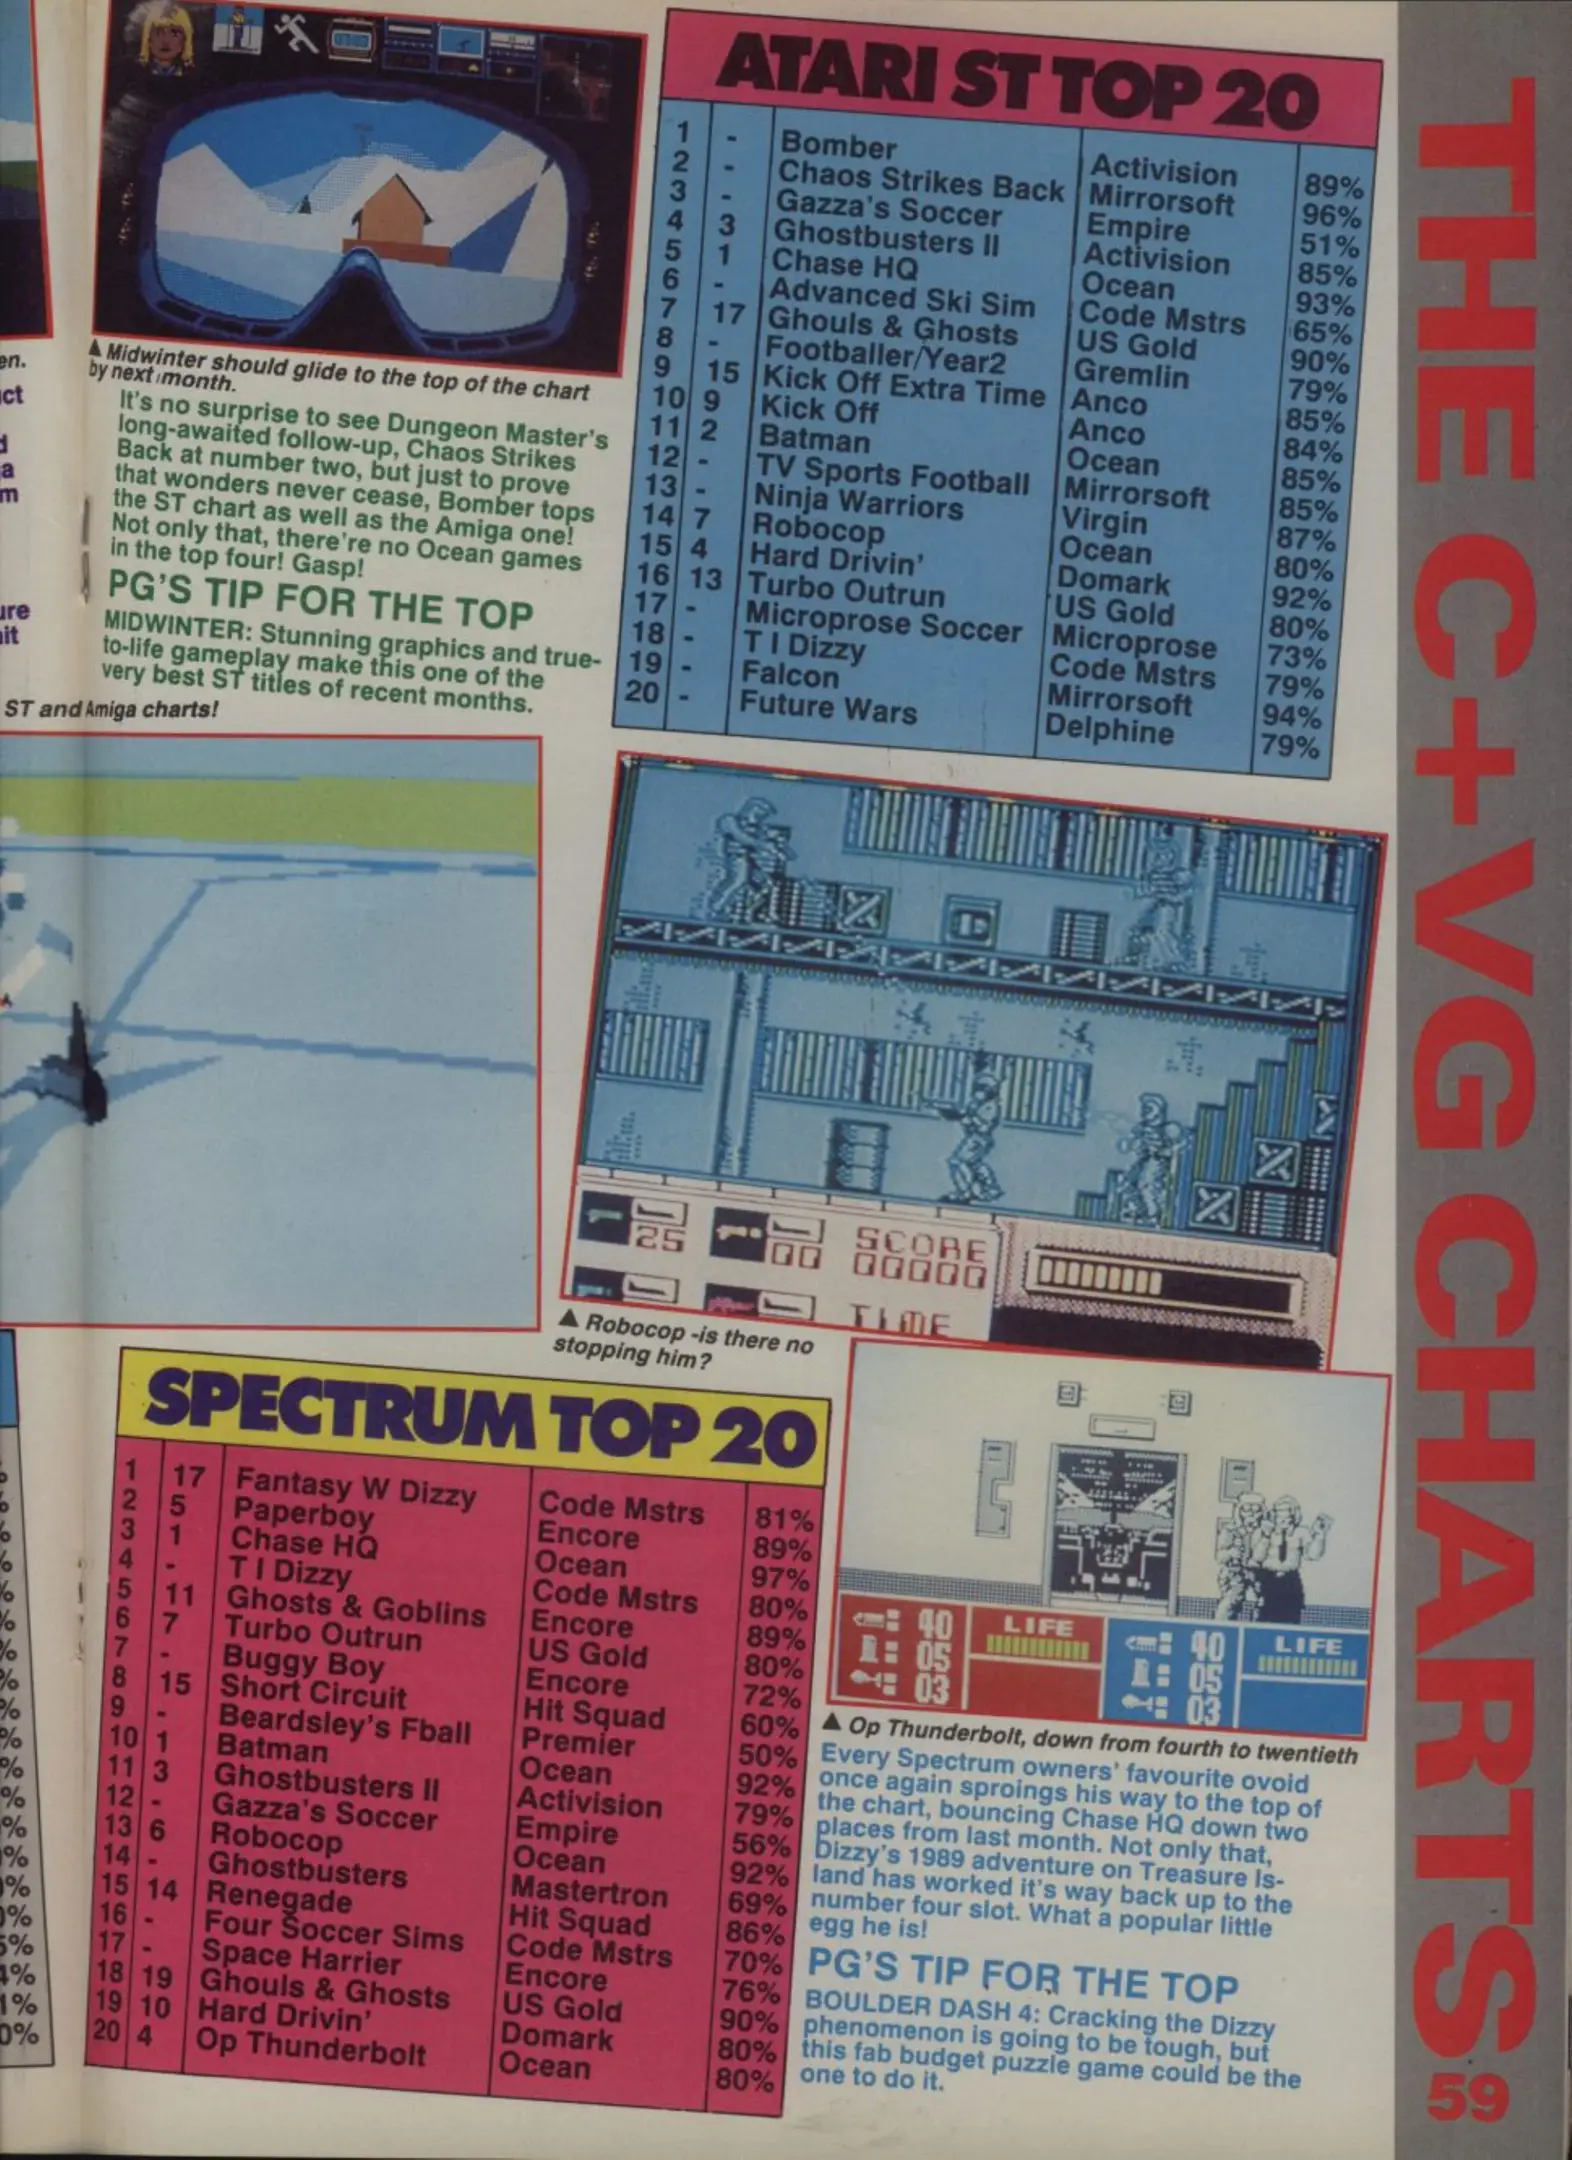 ATARI ST TOP 20
1 - Bomber Activision 89%
2 - Chaos Strikes Back Mirrorsoft 96%
3 - Gazza's Soccer Empire 51%
4 3 Ghostbusters II Activision 85%
5 1 Chase HQ Ocean 93%
6 - Advanced Ski Sim Code Mstrs 65%
7 17 Ghouls & Ghosts US Gold 90%
8 - Footballer/Year2 Gremlin 79%
9 15 Kick Off Extra Time Anco 85%
10 9 Kick Off Anco 84%
11 2 Batman Ocean 85%
12 - TV Sports Football Mirrorsoft 85%
13 - Ninja Warriors Virgin 87%
14 7 Robocop Ocean 80%
15 4 Hard Drivin' Domark 92%
16 13 Turbo Outrun US Gold 80%
17 - Microprose Soccer Microprose 73%
18 - T I Dizzy Code Mstrs 79%
19 - Falcon Mirrorsoft 94%
20 - Future Wars Delphine 79%
▲ Midwinter should glide to the top of the chart
by next month.
It's no surprise to see Dungeon Master's
long-awaited follow-up, Chaos Strikes
Back at number two, but just to prove
that wonders never cease, Bomber tops
the ST chart as well as the Amiga one!
Not only that, there're no Ocean games
in the top four! Gasp!
PG'S TIP FOR THE TOP
MIDWINTER: Stunning graphics and true-
to-life gameplay make this one of the
very best ST titles of recent months.
en.
ct
a
m
ure
it
ST and Amiga charts!
25
00
SCORE
00000
TIME
▲ Robocop -is there no
stopping him?
SPECTRUM TOP 20
1 17 Fantasy W Dizzy Code Mstrs 81%
2 5 Paperboy Encore 89%
3 1 Chase HQ Ocean 97%
4 - T I Dizzy Code Mstrs 80%
5 11 Ghosts & Goblins Encore 89%
6 7 Turbo Outrun US Gold 80%
7 - Buggy Boy Encore 72%
8 15 Short Circuit Hit Squad 60%
9 - Beardsley's Fball Premier 50%
10 1 Batman Ocean 92%
11 3 Ghostbusters II Activision 79%
12 - Gazza's Soccer Empire 56%
13 6 Robocop Ocean 92%
14 - Ghostbusters Mastertron 69%
15 14 Renegade Hit Squad 86%
16 - Four Soccer Sims Code Mstrs 70%
17 - Space Harrier Encore 76%
18 19 Ghouls & Ghosts US Gold 90%
19 10 Hard Drivin' Domark 80%
20 4 Op Thunderbolt Ocean 80%
40 LIFE 40 LIFE
05 05
03 03
▲ Op Thunderbolt, down from fourth to twentieth
Every Spectrum owners' favourite ovoid
once again sproings his way to the top of
the chart, bouncing Chase HQ down two
places from last month. Not only that,
Dizzy's 1989 adventure on Treasure Is-
land has worked it's way back up to the
number four slot. What a popular little
egg he is!
PG'S TIP FOR THE TOP
BOULDER DASH 4: Cracking the Dizzy
phenomenon is going to be tough, but
this fab budget puzzle game could be the
one to do it.
THE C+VG CHARTS
59